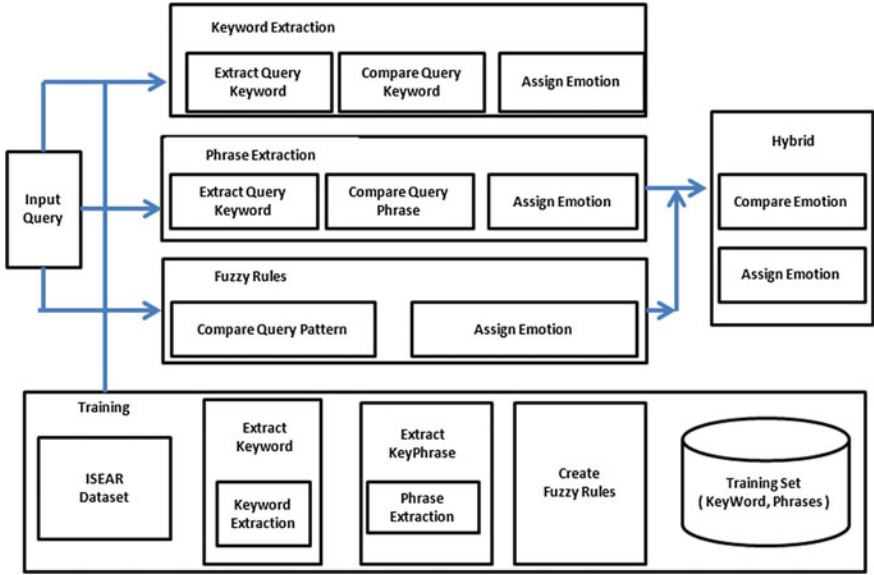 Keyword Extraction
Extract Query
Keyword
Compare Query
Keyword
Assign Emotion
Input
Query
Phrase Extraction
Extract Query
Keyword
Compare Query
Phrase
Assign Emotion
Fuzzy Rules
Compare Query Pattern
Assign Emotion
Hybrid
Compare Emotion
Assign Emotion
Training
ISEAR
Dataset
Extract
Keyword
Keyword
Extraction
Extract
KeyPhrase
Phrase
Extraction
Create
Fuzzy Rules
Training Set
( KeyWord, Phrases )